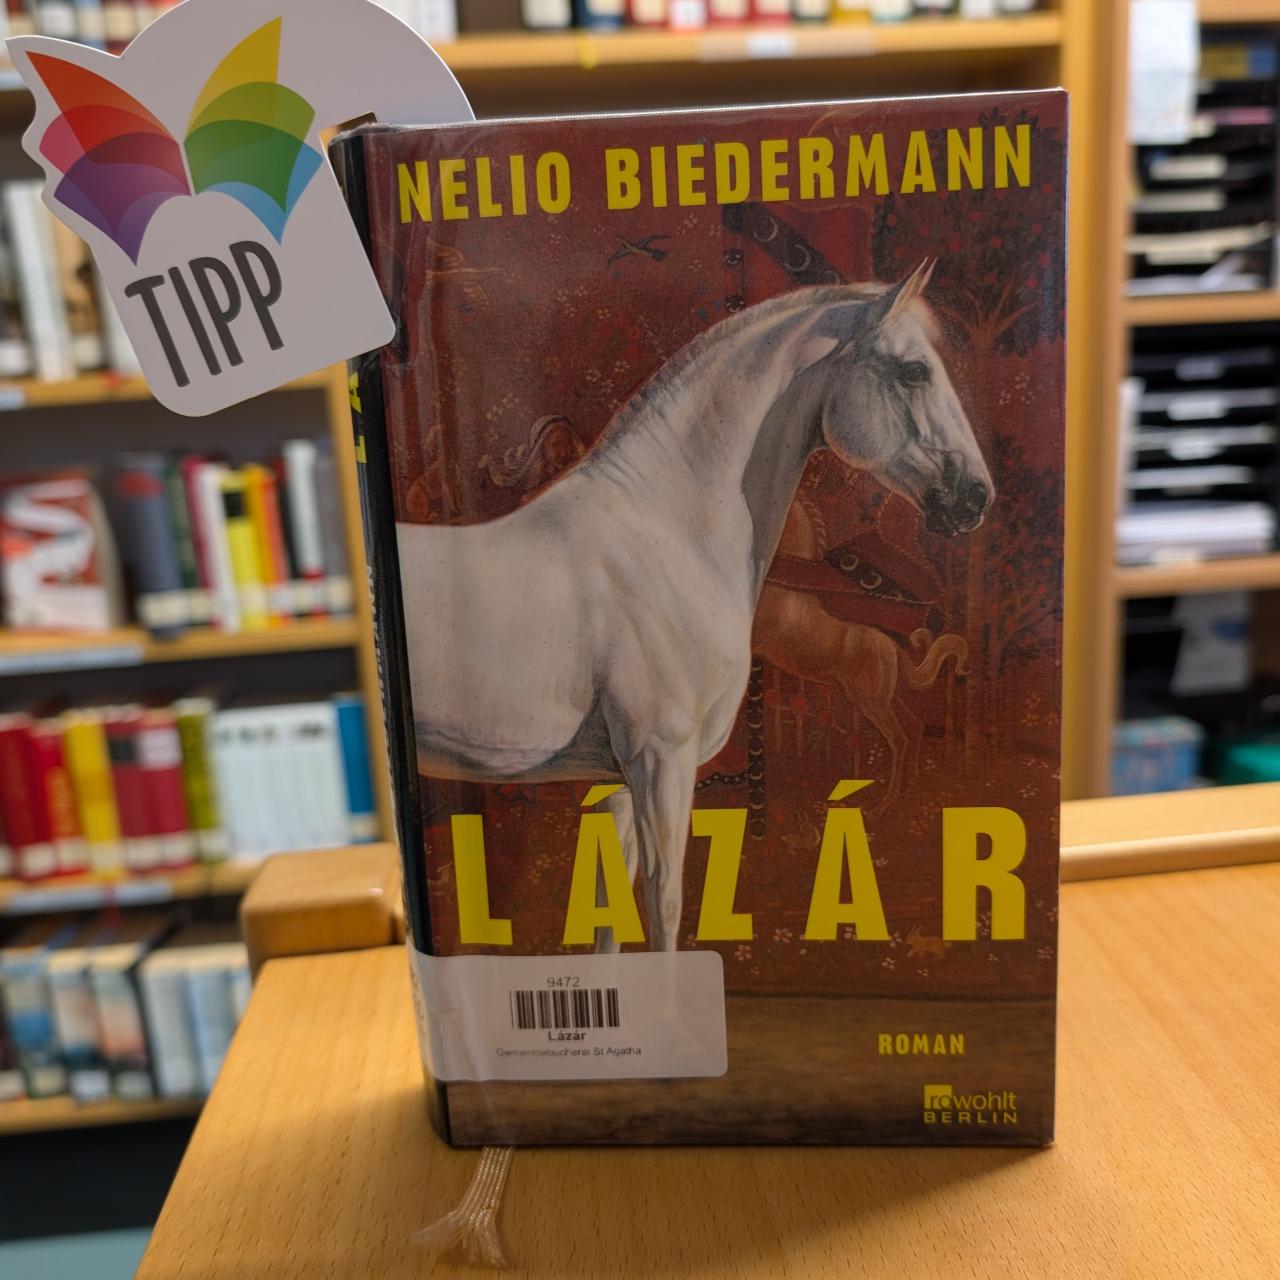 TIPP
NELIO BIEDERMANN
LÁZÁR
9472
Lázár
Gemeindebücherei St Agatha
ROMAN
rowohlt
BERLIN